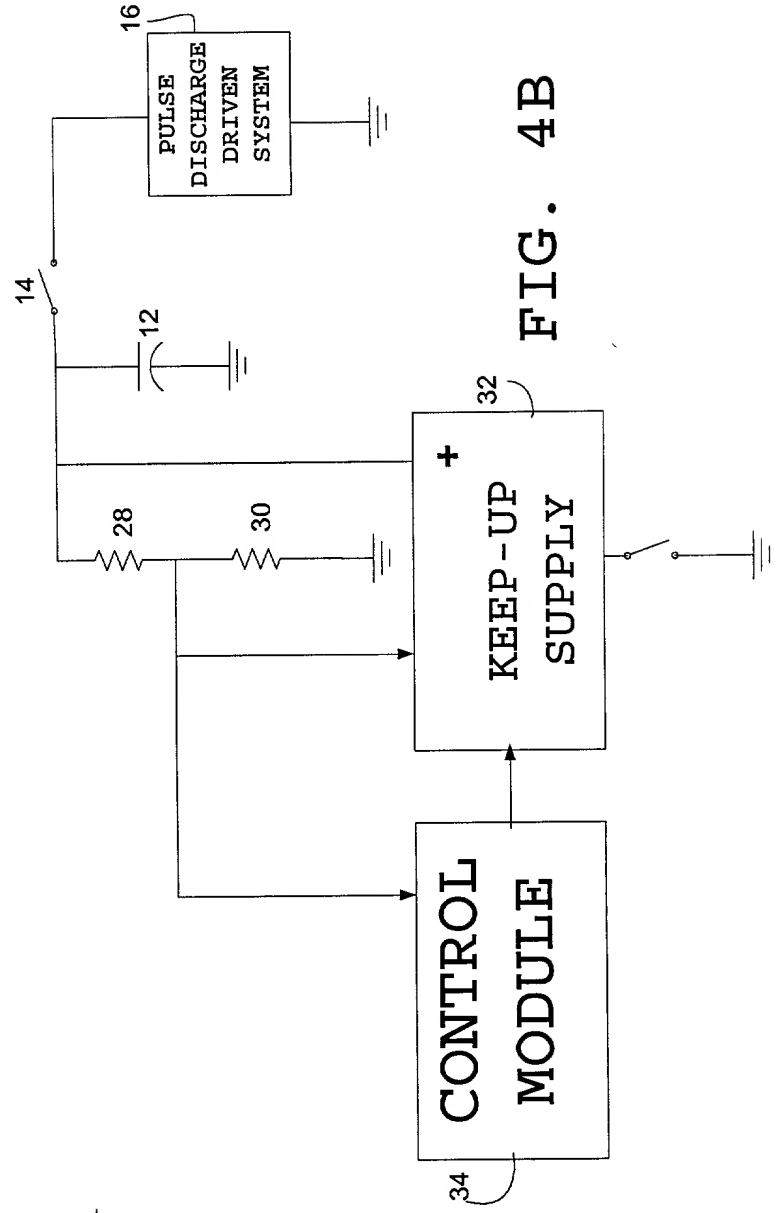 16
PULSE
DISCHARGE
DRIVEN
SYSTEM
14
12
28
30
+
KEEP-UP
SUPPLY
32
CONTROL
MODULE
34
FIG. 4B